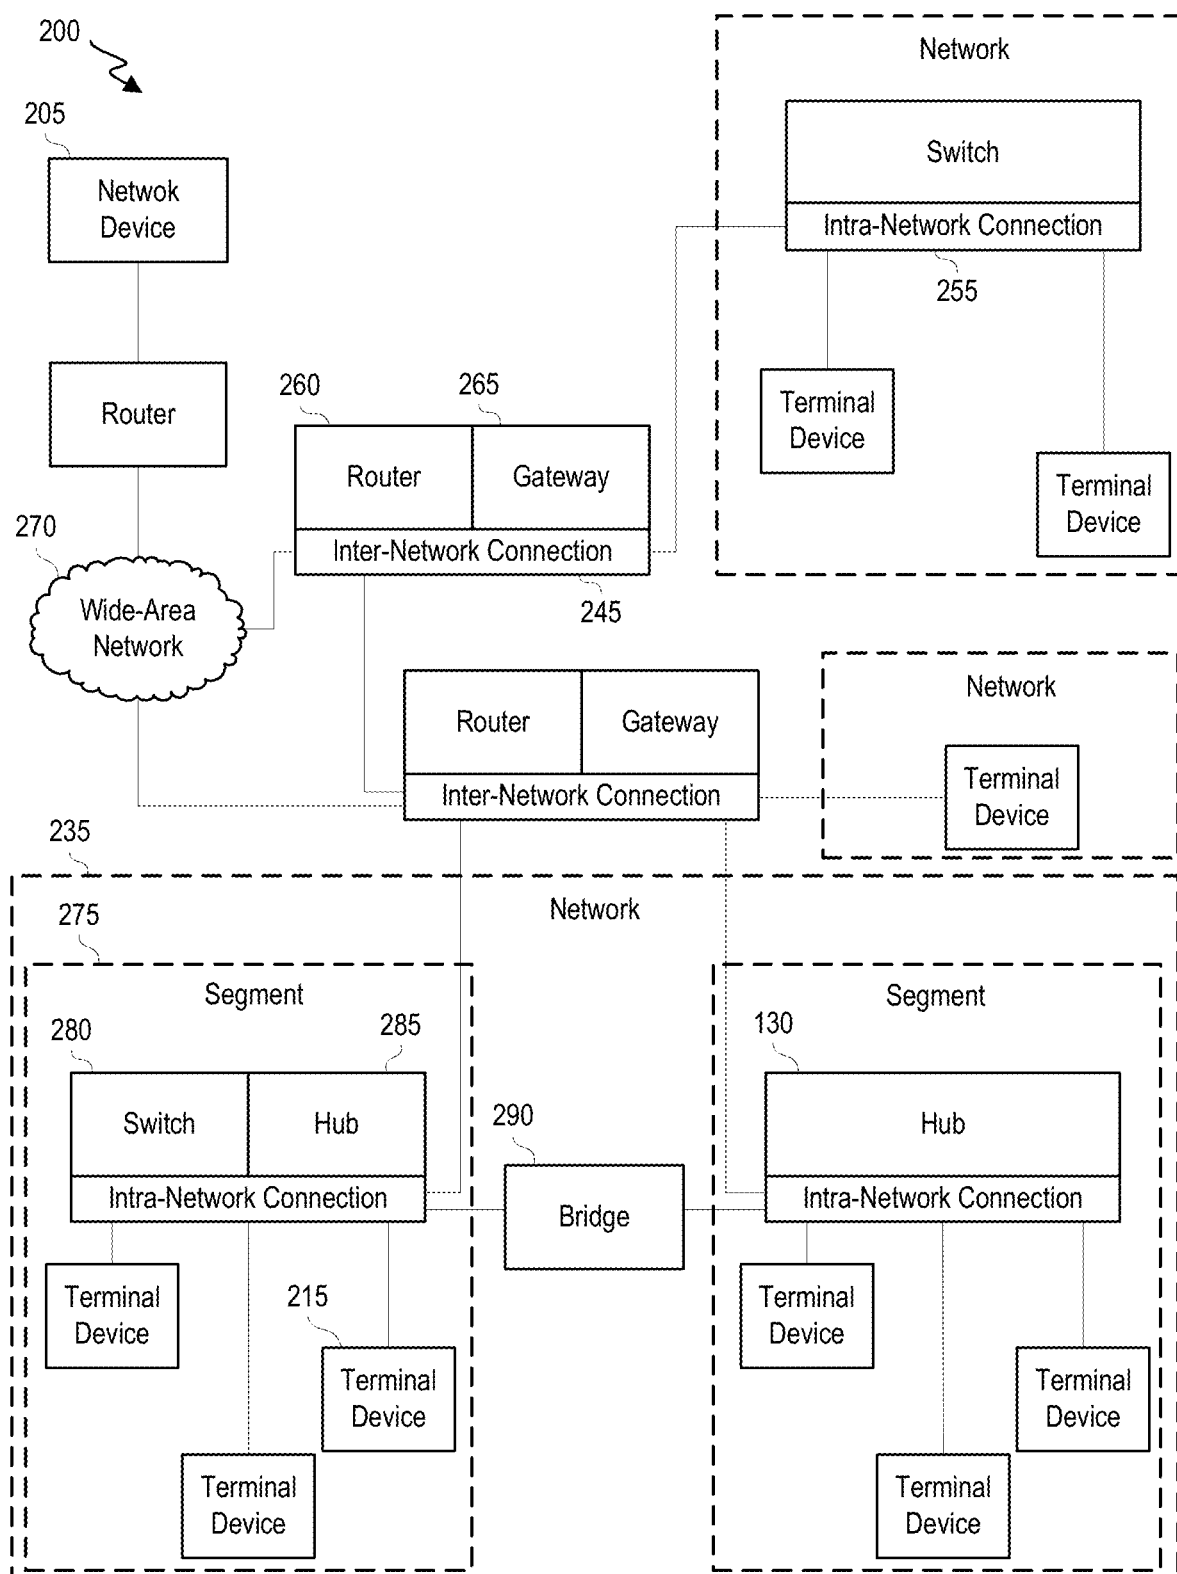 200
Network
205
Switch
Netwok
Device
Intra-Network Connection
255
260
265
Terminal
Device
Router
Router
Gateway
Terminal
Device
270
Inter-Network Connection
245
Wide-Area
Network
Router
Gateway
Network
Inter-Network Connection
Terminal
Device
235
Network
275
Segment
Segment
280
285
130
Switch
Hub
290
Hub
Intra-Network Connection
Bridge
Intra-Network Connection
Terminal
Device
215
Terminal
Device
Terminal
Device
Terminal
Device
Terminal
Device
Terminal
Device